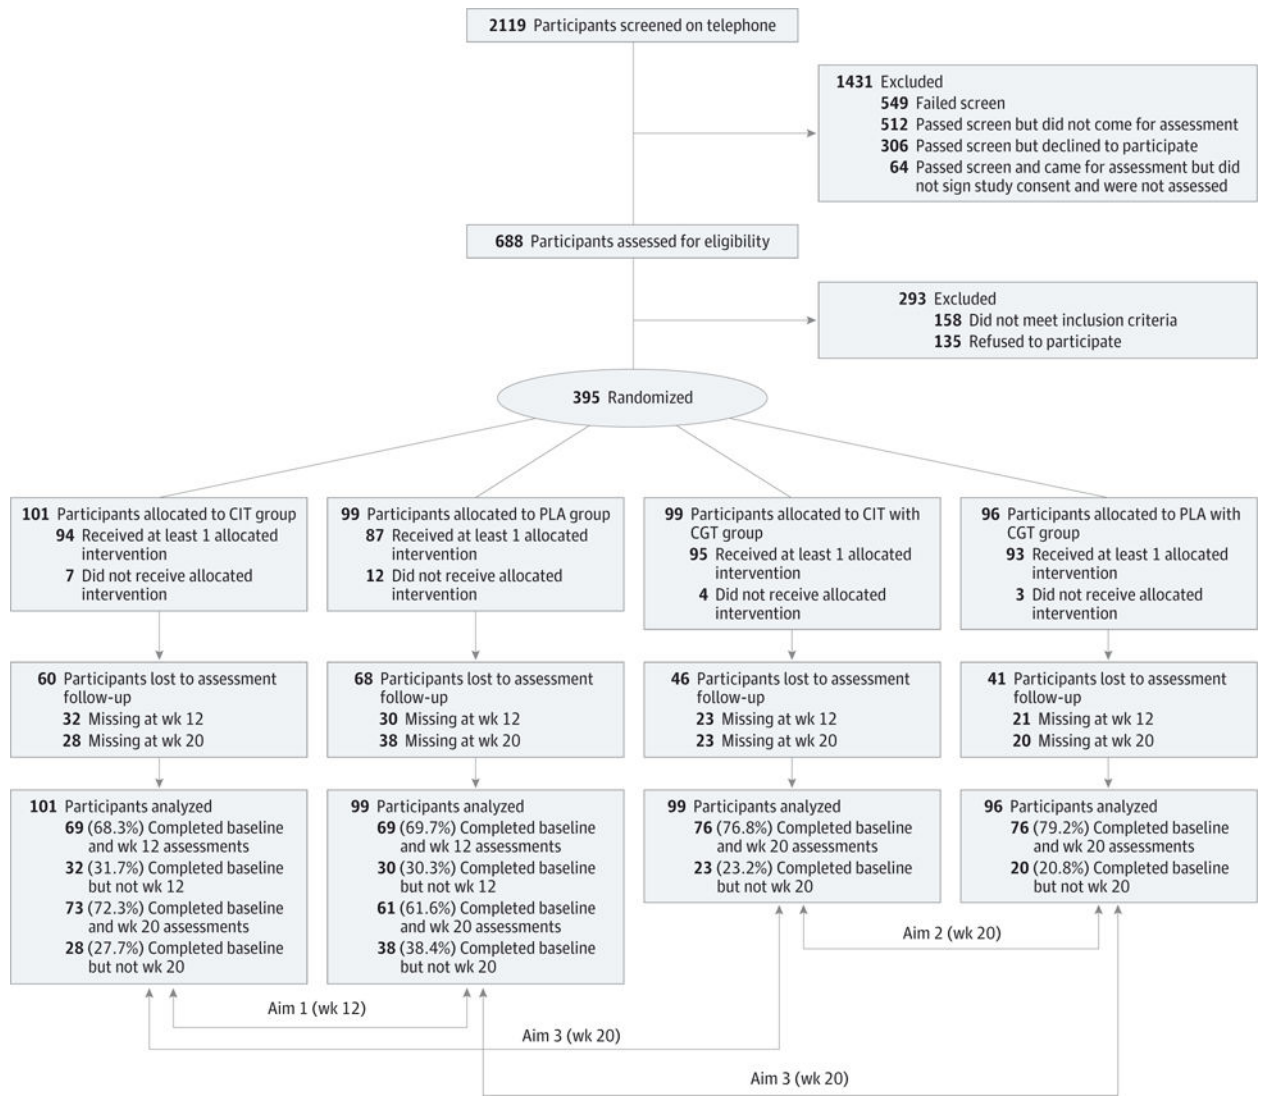 2119 Participants screened on telephone
1431 Excluded
549 Failed screen
512 Passed screen but did not come for assessment
306 Passed screen but declined to participate
64 Passed screen and came for assessment but did
not sign study consent and were not assessed
688 Participants assessed for eligibility
293 Excluded
158 Did not meet inclusion criteria
135 Refused to participate
395 Randomized
101 Participants allocated to CIT group
94 Received at least 1 allocated
intervention
7 Did not receive allocated
intervention
99 Participants allocated to PLA group
87 Received at least 1 allocated
intervention
12 Did not receive allocated
intervention
99 Participants allocated to CIT with
CGT group
95 Received at least 1 allocated
intervention
4 Did not receive allocated
intervention
96 Participants allocated to PLA with
CGT group
93 Received at least 1 allocated
intervention
3 Did not receive allocated
intervention
60 Participants lost to assessment
follow-up
32 Missing at wk 12
28 Missing at wk 20
68 Participants lost to assessment
follow-up
30 Missing at wk 12
38 Missing at wk 20
46 Participants lost to assessment
follow-up
23 Missing at wk 12
23 Missing at wk 20
41 Participants lost to assessment
follow-up
21 Missing at wk 12
20 Missing at wk 20
101 Participants analyzed
69 (68.3%) Completed baseline
and wk 12 assessments
32 (31.7%) Completed baseline
but not wk 12
73 (72.3%) Completed baseline
and wk 20 assessments
28 (27.7%) Completed baseline
but not wk 20
99 Participants analyzed
69 (69.7%) Completed baseline
and wk 12 assessments
30 (30.3%) Completed baseline
but not wk 12
61 (61.6%) Completed baseline
and wk 20 assessments
38 (38.4%) Completed baseline
but not wk 20
99 Participants analyzed
76 (76.8%) Completed baseline
and wk 20 assessments
23 (23.2%) Completed baseline
but not wk 20
96 Participants analyzed
76 (79.2%) Completed baseline
and wk 20 assessments
20 (20.8%) Completed baseline
but not wk 20
Aim 2 (wk 20)
Aim 1 (wk 12)
Aim 3 (wk 20)
Aim 3 (wk 20)